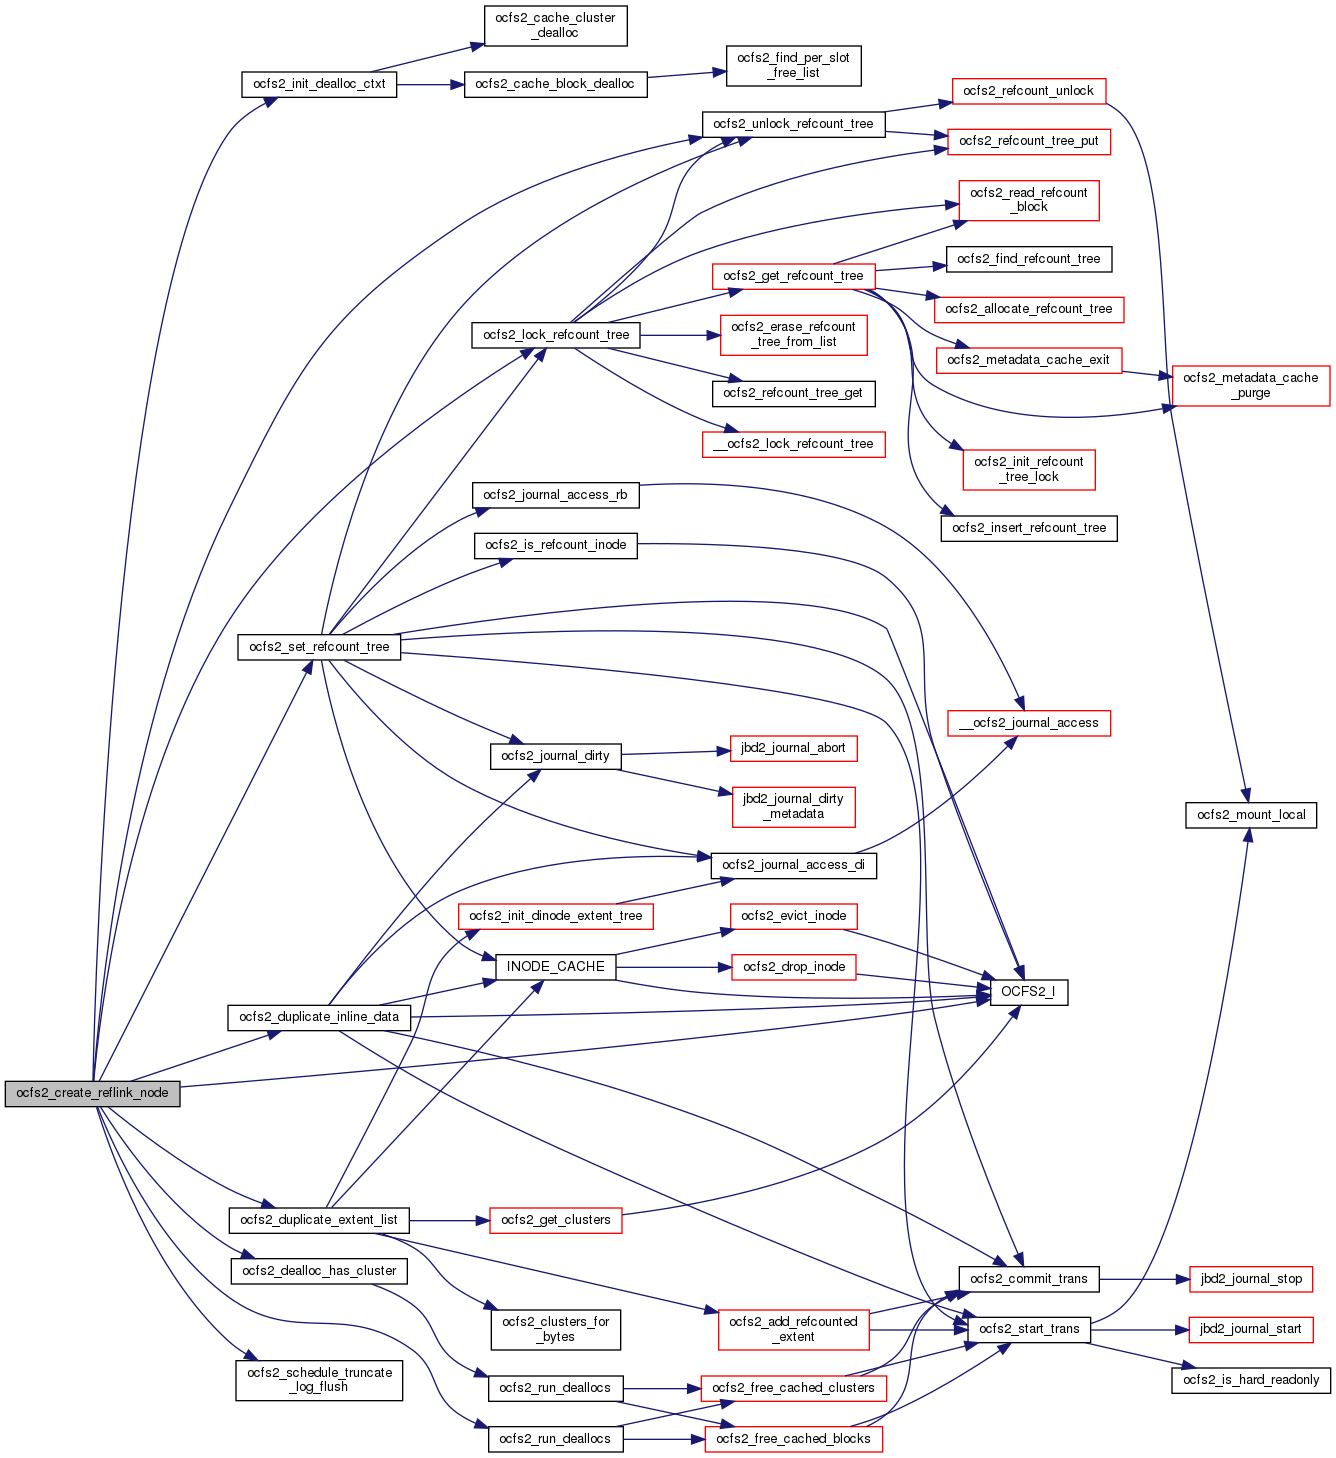 ocfs2_cache_cluster
_dealloc
ocfs2_find_per_slot
_free_list
ocfs2_init_dealloc_ctxt
ocfs2_cache_block_dealloc
ocfs2_refcount_unlock
ocfs2_unlock_refcount_tree
ocfs2_refcount_tree_put
ocfs2_read_refcount
_block
ocfs2_find_refcount_tree
ocfs2_get_refcount_tree
ocfs2_allocate_refcount_tree
ocfs2_lock_refcount_tree
ocfs2_erase_refcount
_tree_from_list
ocfs2_metadata_cache_exit
ocfs2_metadata_cache
_purge
ocfs2_refcount_tree_get
__ocfs2_lock_refcount_tree
ocfs2_init_refcount
_tree_lock
ocfs2_journal_access_rb
ocfs2_insert_refcount_tree
ocfs2_is_refcount_inode
ocfs2_set_refcount_tree
__ocfs2_journal_access
ocfs2_journal_dirty
jbd2_journal_abort
jbd2_journal_dirty
_metadata
ocfs2_mount_local
ocfs2_journal_access_di
ocfs2_init_dinode_extent_tree
ocfs2_evict_inode
INODE_CACHE
ocfs2_drop_inode
OCFS2_I
ocfs2_duplicate_inline_data
ocfs2_create_reflink_node
ocfs2_duplicate_extent_list
ocfs2_get_clusters
ocfs2_dealloc_has_cluster
ocfs2_commit_trans
jbd2_journal_stop
ocfs2_clusters_for
_bytes
ocfs2_add_refcounted
_extent
ocfs2_start_trans
jbd2_journal_start
ocfs2_schedule_truncate
_log_flush
ocfs2_is_hard_readonly
ocfs2_run_deallocs
ocfs2_free_cached_clusters
ocfs2_run_deallocs
ocfs2_free_cached_blocks